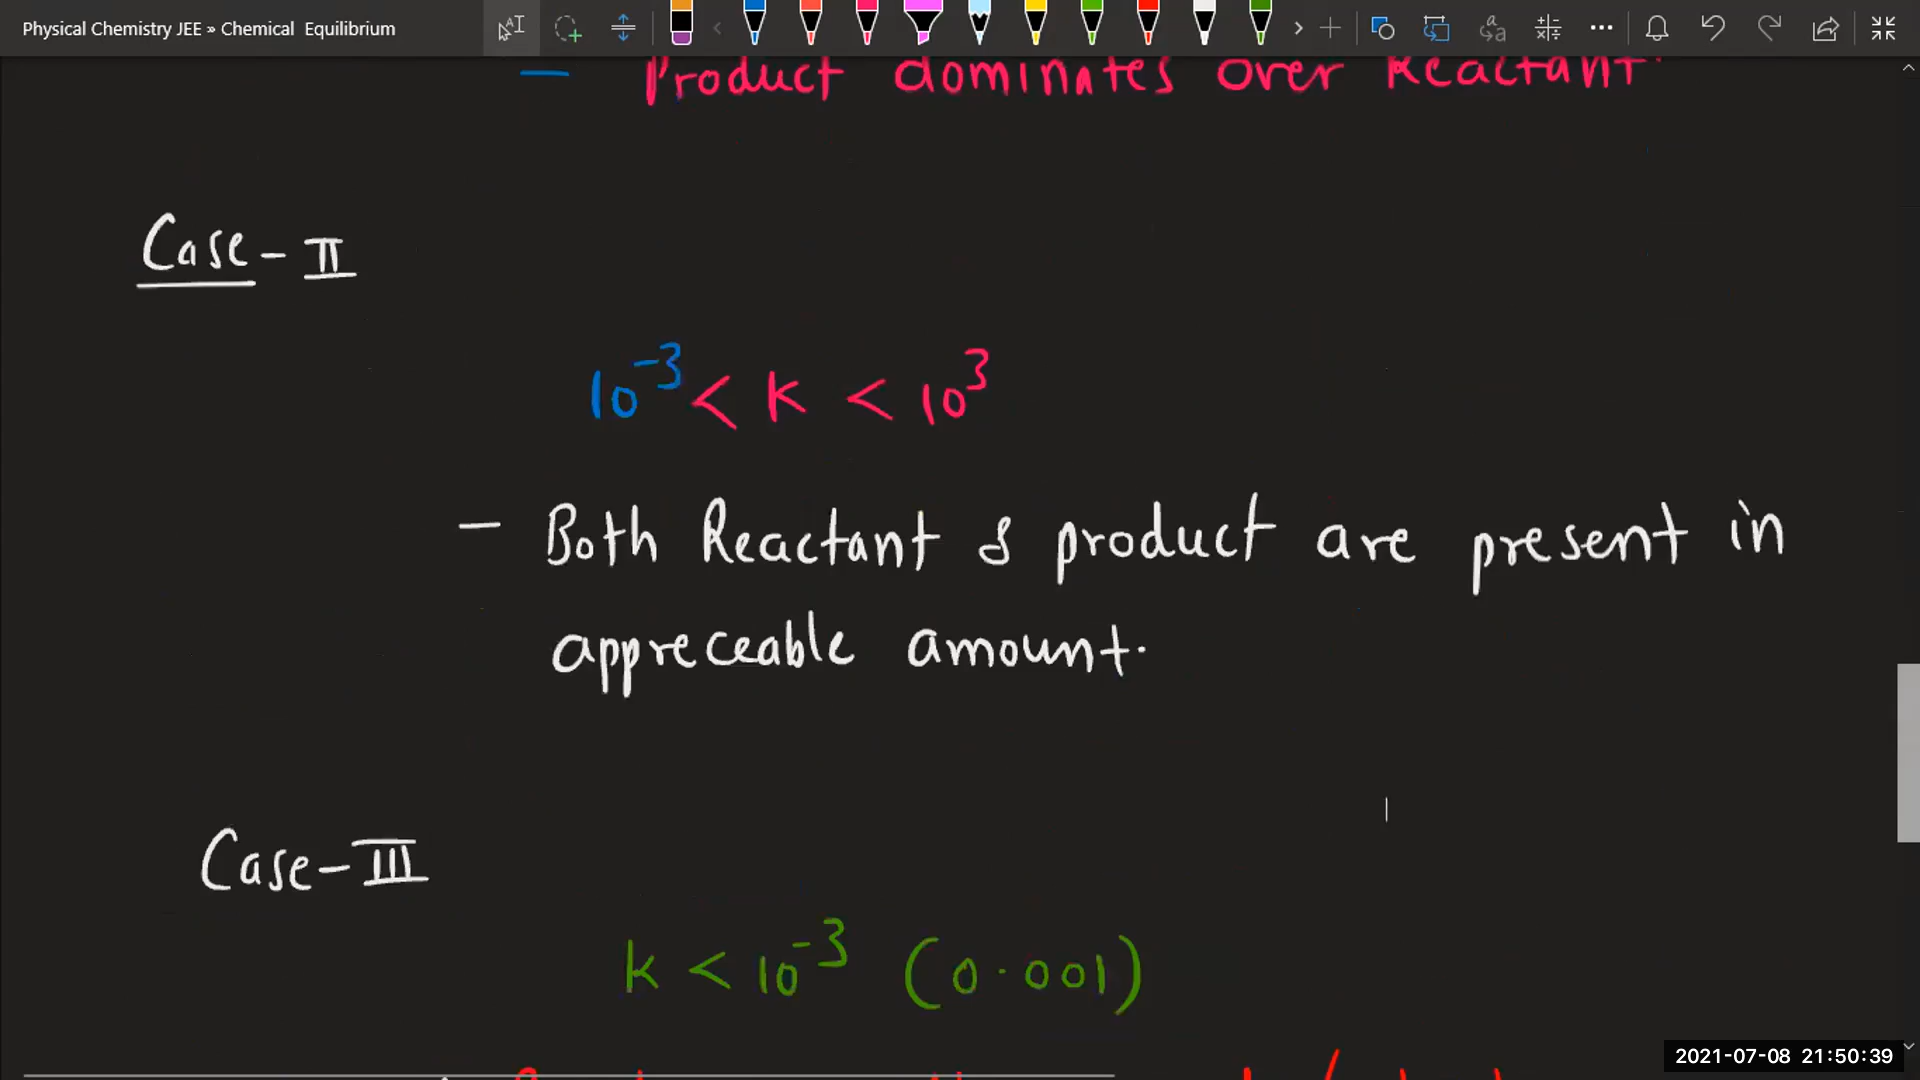 Physical Chemistry JEE » Chemical Equilibrium
- Product dominates over Reactant.
Case - II
10⁻³ < K < 10³
- Both Reactant & product are present in
appreceable amount.
Case - III
K < 10⁻³ (0.001)
2021-07-08 21:50:39